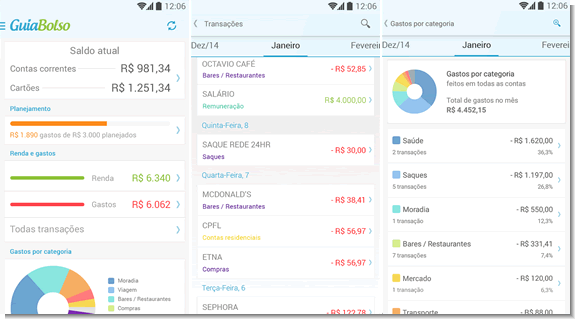 12:06
GuiaBolso
Saldo atual
Contas correntes R$ 981,34
Cartões R$ 1.251,34
Planejamento
R$ 1.890 gastos de R$ 3.000 planejados
Renda e gastos
Renda R$ 6.340
Gastos R$ 6.062
Todas transações
Gastos por categoria
Moradia
Viagem
Bares / Restaurantes
Compras
12:06
Transações
Dez/14 Janeiro Feverei
OCTAVIO CAFÉ
Bares / Restaurantes
- R$ 52,85
SALÁRIO
Remuneração
R$ 4.000,00
Quinta-Feira, 8
SAQUE REDE 24HR
Saques
- R$ 30,00
Quarta-Feira, 7
MCDONALD'S
Bares / Restaurantes
- R$ 38,41
CPFL
Contas residenciais
- R$ 56,97
ETNA
Compras
- R$ 56,97
Terça-Feira, 6
SEPHORA
- R$ 122,78
12:06
Gastos por categoria
Dez/14 Janeiro Feverei
Gastos por categoria
feitos em todas as contas
Total de gastos no mês
R$ 4.452,15
Saúde - R$ 1.620,00
2 transações 36,3%
Saques - R$ 1.197,00
5 transações 26,8%
Moradia - R$ 550,00
1 transação 12,3%
Bares / Restaurantes - R$ 331,41
7 transações 7,4%
Mercado - R$ 120,00
1 transação 6,3%
Transporte - R$ 88,00